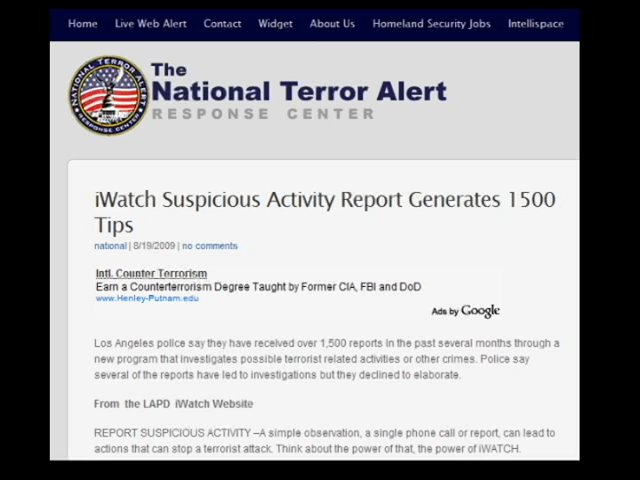 Home Live Web Alert Contact Widget About Us Homeland Security Jobs Intellispace
NATIONAL TERROR ALERT
RESPONSE CENTER
The
National Terror Alert
RESPONSE CENTER
iWatch Suspicious Activity Report Generates 1500
Tips
national | 8/19/2009 | no comments
Intl. Counter Terrorism
Earn a Counterterrorism Degree Taught by Former CIA, FBI and DoD
www.Henley-Putnam.edu
Ads by Google
Los Angeles police say they have received over 1,500 reports in the past several months through a
new program that investigates possible terrorist related activities or other crimes. Police say
several of the reports have led to investigations but they declined to elaborate.
From the LAPD iWatch Website
REPORT SUSPICIOUS ACTIVITY –A simple observation, a single phone call or report, can lead to
actions that can stop a terrorist attack. Think about the power of that, the power of iWATCH.